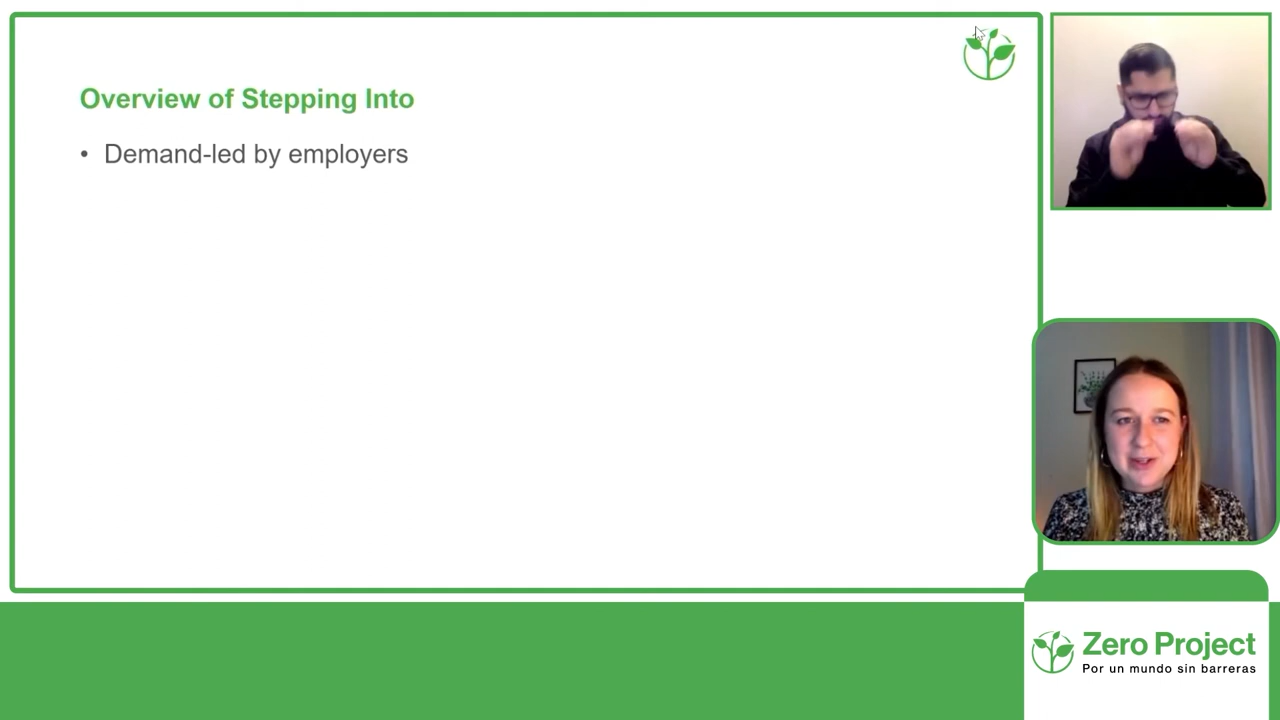 Overview of Stepping Into
• Demand-led by employers
Zero Project
Por un mundo sin barreras